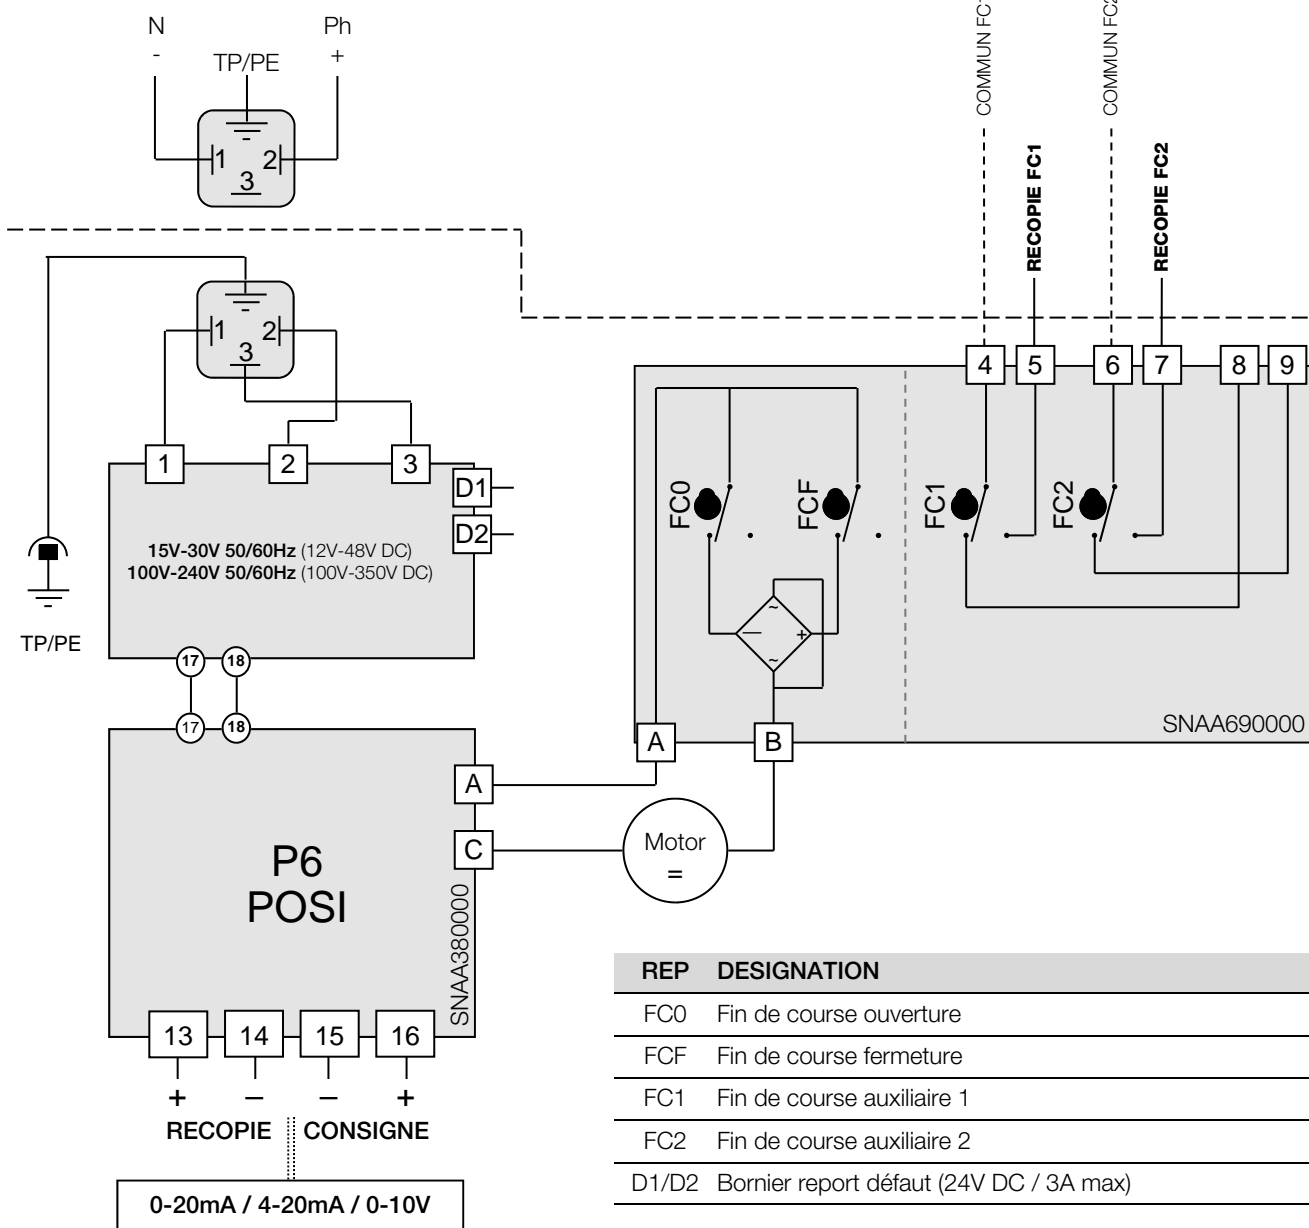 N
Ph
-
TP/PE
+
1
2
3
COMMUN FC1
RECOPIE FC1
COMMUN FC2
RECOPIE FC2
1
2
3
1
2
3
D1
D2
15V-30V 50/60Hz (12V-48V DC)
100V-240V 50/60Hz (100V-350V DC)
TP/PE
17
18
17
18
P6
POSI
A
C
SNAA380000
13
14
15
16
+
–
–
+
RECOPIE
CONSIGNE
0-20mA / 4-20mA / 0-10V
4
5
6
7
8
9
FC0
FCF
FC1
FC2
~
–
+
~
A
B
SNAA690000
Motor
=
REP DESIGNATION
FC0 Fin de course ouverture
FCF Fin de course fermeture
FC1 Fin de course auxiliaire 1
FC2 Fin de course auxiliaire 2
D1/D2 Bornier report défaut (24V DC / 3A max)